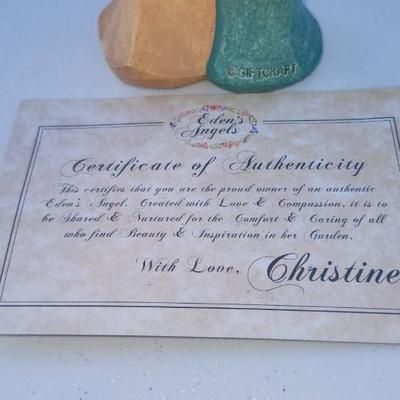 © GIFTCRAFT
Eden's
Angels
Certificate of Authenticity
This certifies that you are the proud owner of an authentic
Eden's Angel. Created with Love & Compassion, it is to
be Shared & Nurtured for the Comfort & Caring of all
who find Beauty & Inspiration in her Garden.
With Love, Christine